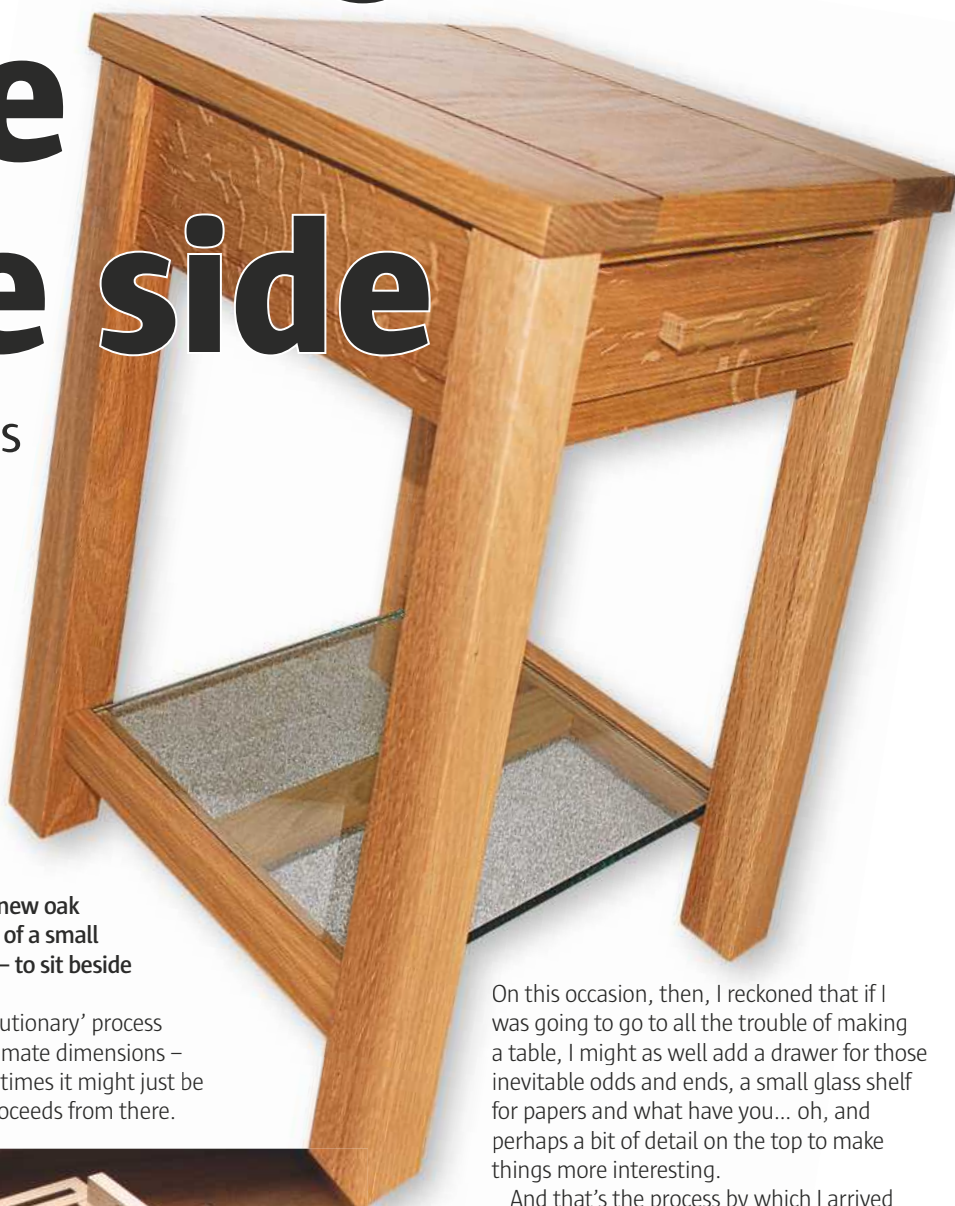 e
e side
s
new oak
of a small
– to sit beside
utionary’ process
mate dimensions –
times it might just be
oceeds from there.
On this occasion, then, I reckoned that if I
was going to go to all the trouble of making
a table, I might as well add a drawer for those
inevitable odds and ends, a small glass shelf
for papers and what have you... oh, and
perhaps a bit of detail on the top to make
things more interesting.
And that’s the process by which I arrived